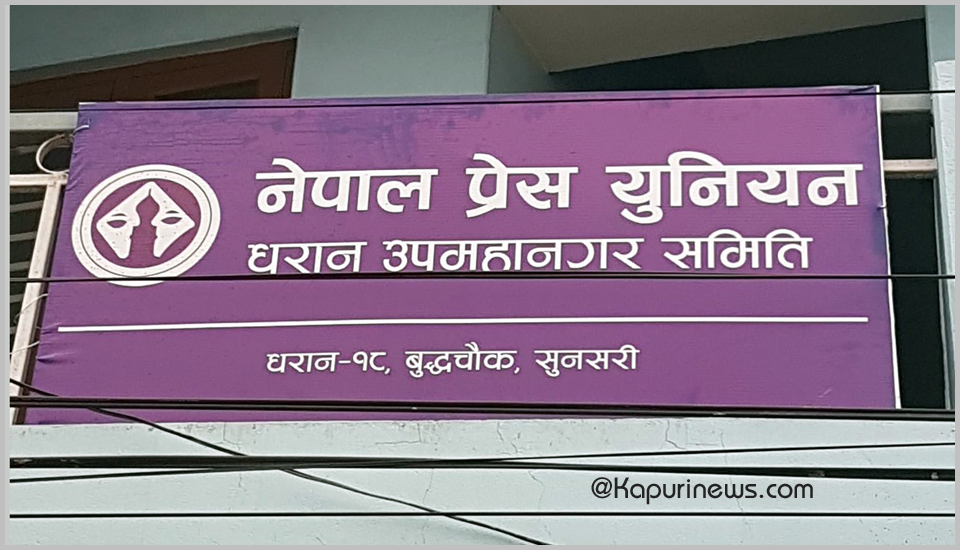 नेपाल प्रेस युनियन
धरान उपमहानगर समिति
धरान-१८, बुद्धचौक, सुनसरी
@Kapurinews.com